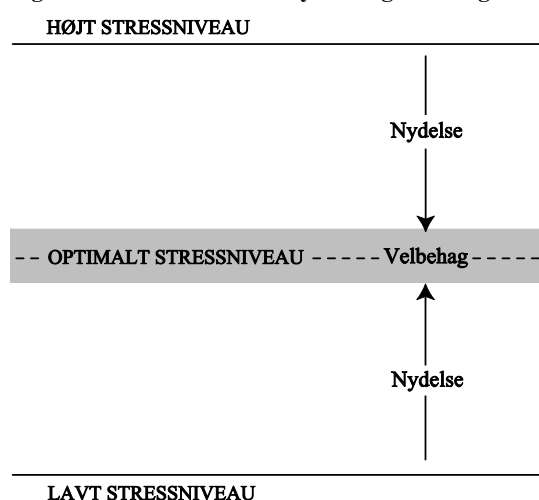 HØJT STRESSNIVEAU
Nydelse
OPTIMALT STRESSNIVEAU Velbehag
Nydelse
LAVT STRESSNIVEAU